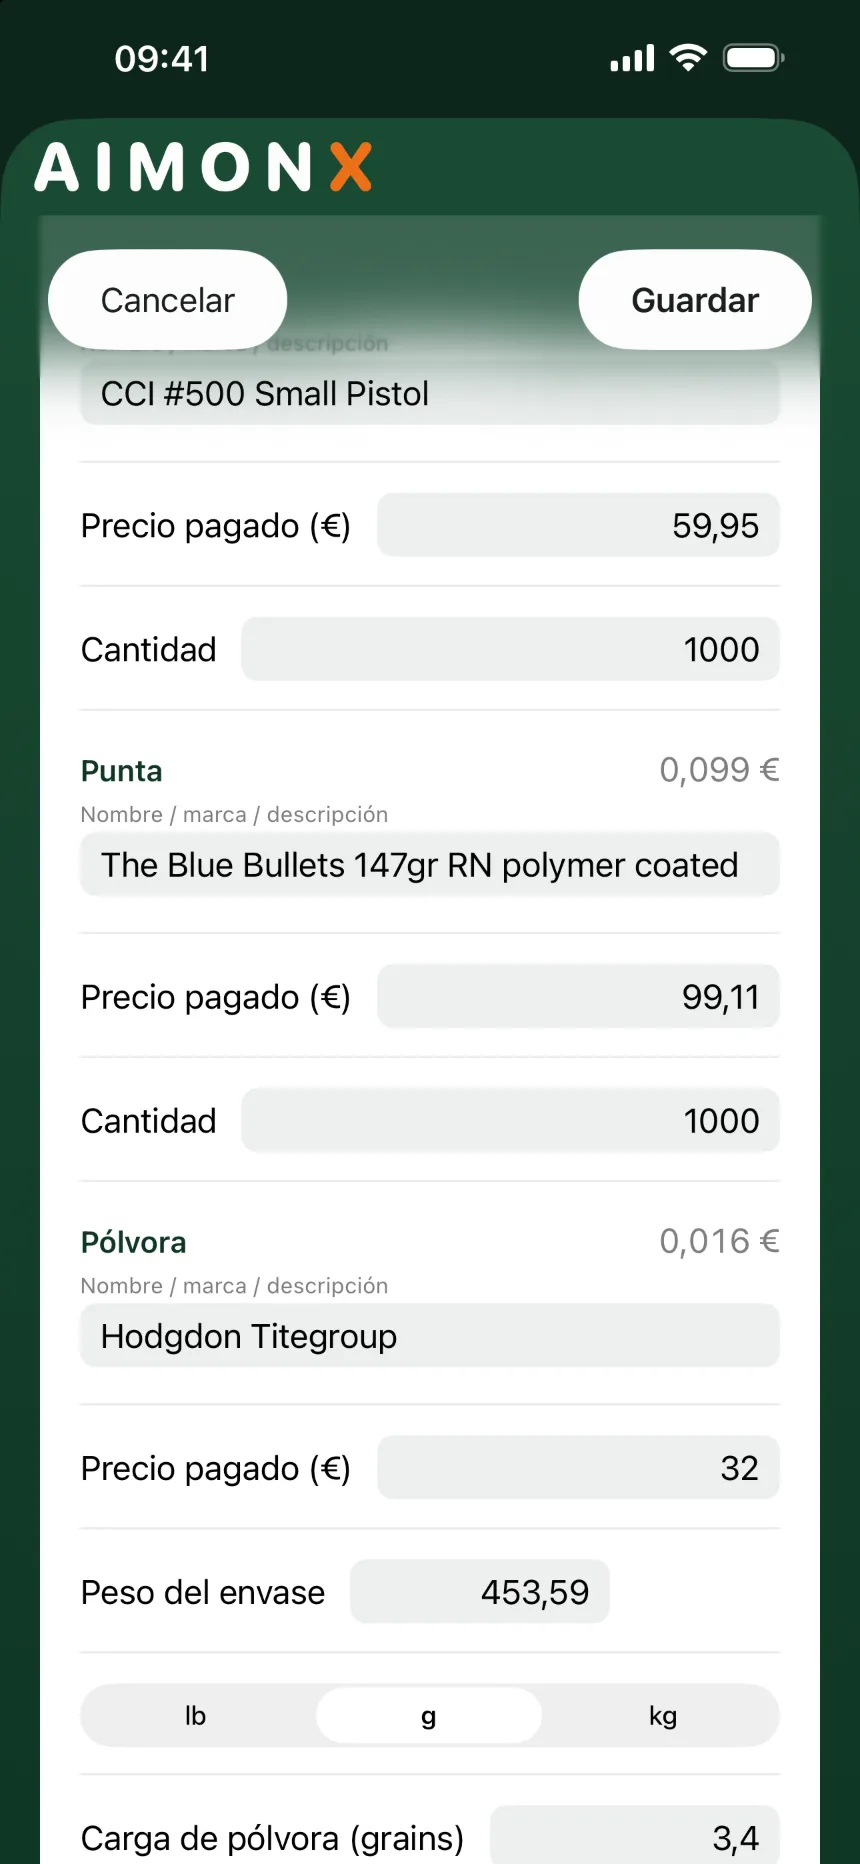 09:41
AIMONX
Cancelar
Guardar
Nombre / marca / descripción
CCI #500 Small Pistol
Precio pagado (€)
59,95
Cantidad
1000
Punta
0,099 €
Nombre / marca / descripción
The Blue Bullets 147gr RN polymer coated
Precio pagado (€)
99,11
Cantidad
1000
Pólvora
0,016 €
Nombre / marca / descripción
Hodgdon Titegroup
Precio pagado (€)
32
Peso del envase
453,59
lb
g
kg
Carga de pólvora (grains)
3,4